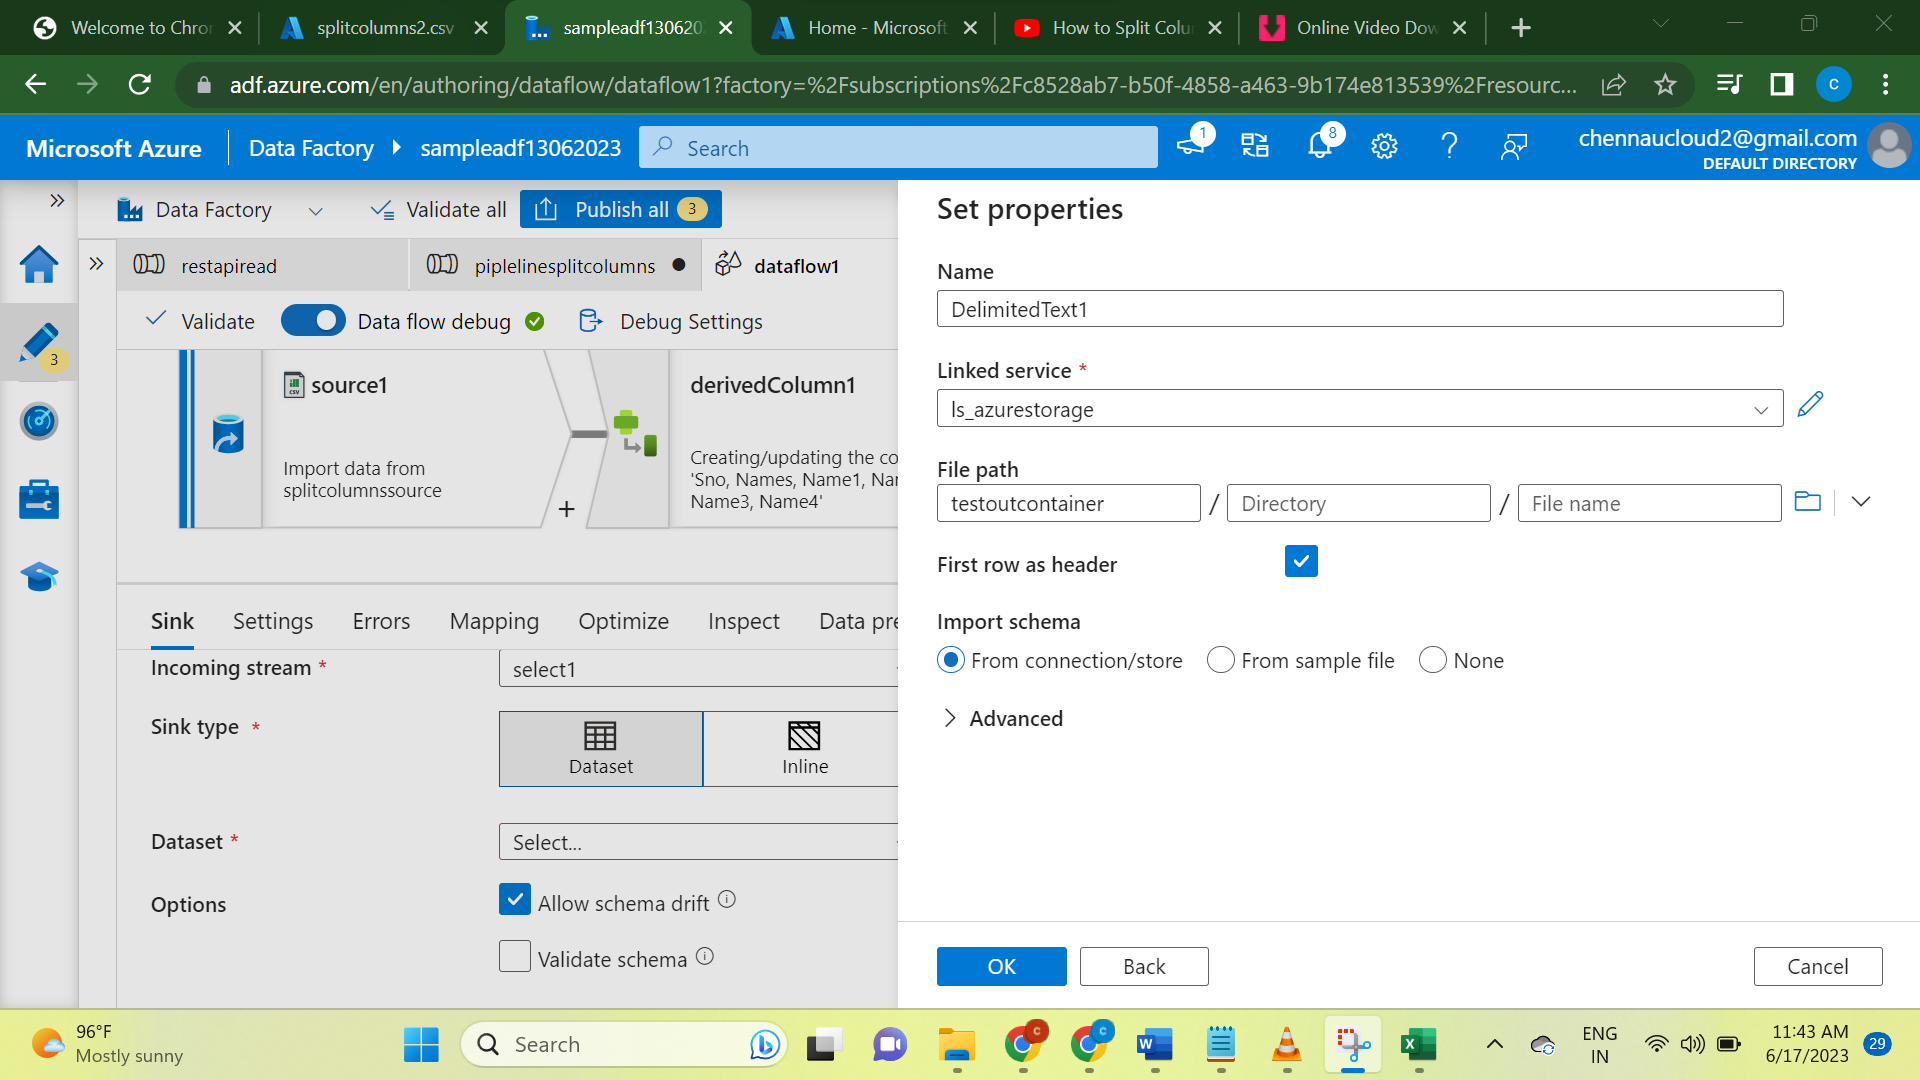 Welcome to Chror
splitcolumns2.csv
sampleadf1306202
Home - Microsoft
How to Split Colu
Online Video Dow
adf.azure.com/en/authoring/dataflow/dataflow1?factory=%2Fsubscriptions%2Fc8528ab7-b50f-4858-a463-9b174e813539%2Fresourc...
c
Microsoft Azure
Data Factory
sampleadf13062023
Search
1
8
chennaucloud2@gmail.com
DEFAULT DIRECTORY
Data Factory
Validate all
Publish all 3
restapiread
piplelinesplitcolumns
dataflow1
3
Validate
Data flow debug
Debug Settings
source1
Import data from
splitcolumnssource
+
derivedColumn1
Creating/updating the co
'Sno, Names, Name1, Nar
Name3, Name4'
Sink
Settings
Errors
Mapping
Optimize
Inspect
Data pre
Incoming stream *
select1
Sink type *
Dataset
Inline
Dataset *
Select...
Options
Allow schema drift
Validate schema
Set properties
Name
DelimitedText1
Linked service *
ls_azurestorage
File path
testoutcontainer / Directory / File name
First row as header
Import schema
From connection/store
From sample file
None
Advanced
OK
Back
Cancel
96°F
Mostly sunny
Search
ENG
IN
11:43 AM
6/17/2023
29